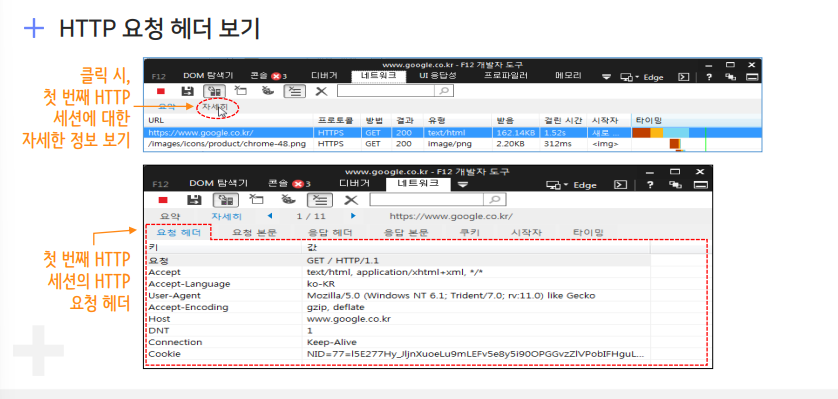 HTTP 요청 헤더 보기
클릭 시,
첫 번째 HTTP
세션에 대한
자세한 정보 보기
www.google.co.kr - F12 개발자 도구
F12 DOM 탐색기 콘솔 3 디버거 네트워크 UI 응답성 프로파일러 메모리 Edge ?
요약 자세히
URL 프로토콜 방법 결과 유형 받음 걸린 시간 시작자 타이밍
https://www.google.co.kr/ HTTPS GET 200 text/html 162.14KB 1.52s 새로 ...
/images/icons/product/chrome-48.png HTTPS GET 200 image/png 2.20KB 312ms <img>
www.google.co.kr - F12 개발자 도구
F12 DOM 탐색기 콘솔 3 디버거 네트워크 Edge ?
요약 자세히 1 / 11 https://www.google.co.kr/
요청 헤더 요청 본문 응답 헤더 응답 본문 쿠키 시작자 타이밍
첫 번째 HTTP
세션의 HTTP
요청 헤더
키 값
요청 GET / HTTP/1.1
Accept text/html, application/xhtml+xml, */*
Accept-Language ko-KR
User-Agent Mozilla/5.0 (Windows NT 6.1; Trident/7.0; rv:11.0) like Gecko
Accept-Encoding gzip, deflate
Host www.google.co.kr
DNT 1
Connection Keep-Alive
Cookie